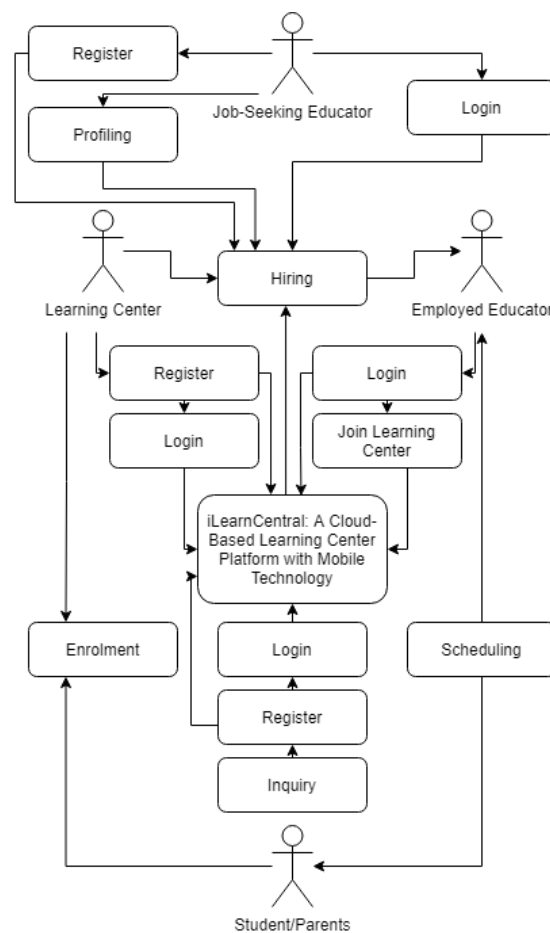 Register
Job-Seeking Educator
Login
Profiling
Learning Center
Hiring
Employed Educator
Register
Login
Login
Join Learning
Center
iLearnCentral: A Cloud-
Based Learning Center
Platform with Mobile
Technology
Enrolment
Login
Scheduling
Register
Inquiry
Student/Parents